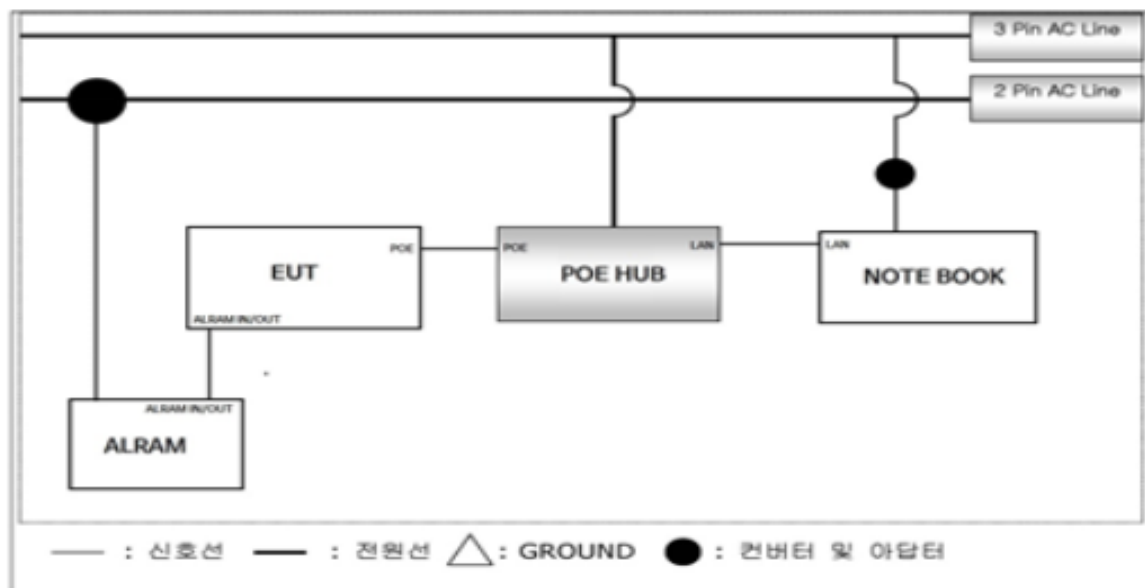 3 Pin AC Line
2 Pin AC Line
POE
POE
LAN
LAN
EUT
POE HUB
NOTE BOOK
ALRAM IN/OUT
ALRAM IN/OUT
ALRAM
: 신호선 : 전원선 : GROUND : 컨버터 및 아답터